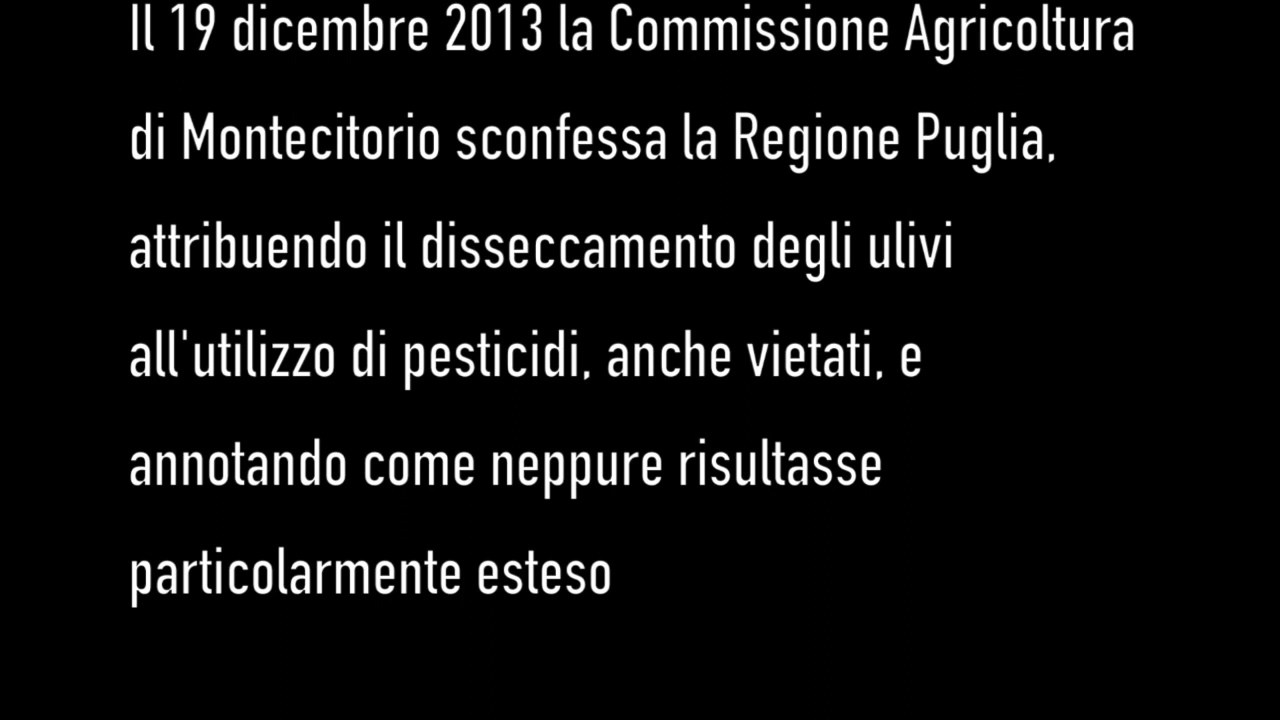 Il 19 dicembre 2013 la Commissione Agricoltura
di Montecitorio sconfessa la Regione Puglia,
attribuendo il disseccamento degli ulivi
all'utilizzo di pesticidi, anche vietati, e
annotando come neppure risultasse
particolarmente esteso